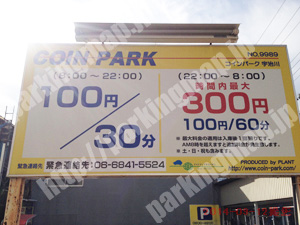 COIN PARK
NO.9989
コインパーク 宇治川
(8:00～22:00)
100円
30分
(22:00～8:00)
時間内最大
300円
100円/60分
緊急連絡先:06-6841-5524
PRODUCED by PLANT
http://www.coin-park.com/
P